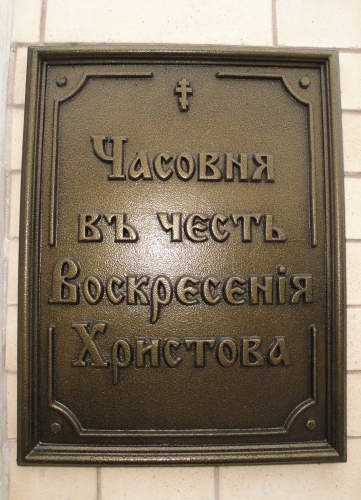 Часовня
въ честь
Воскресенія
Христова